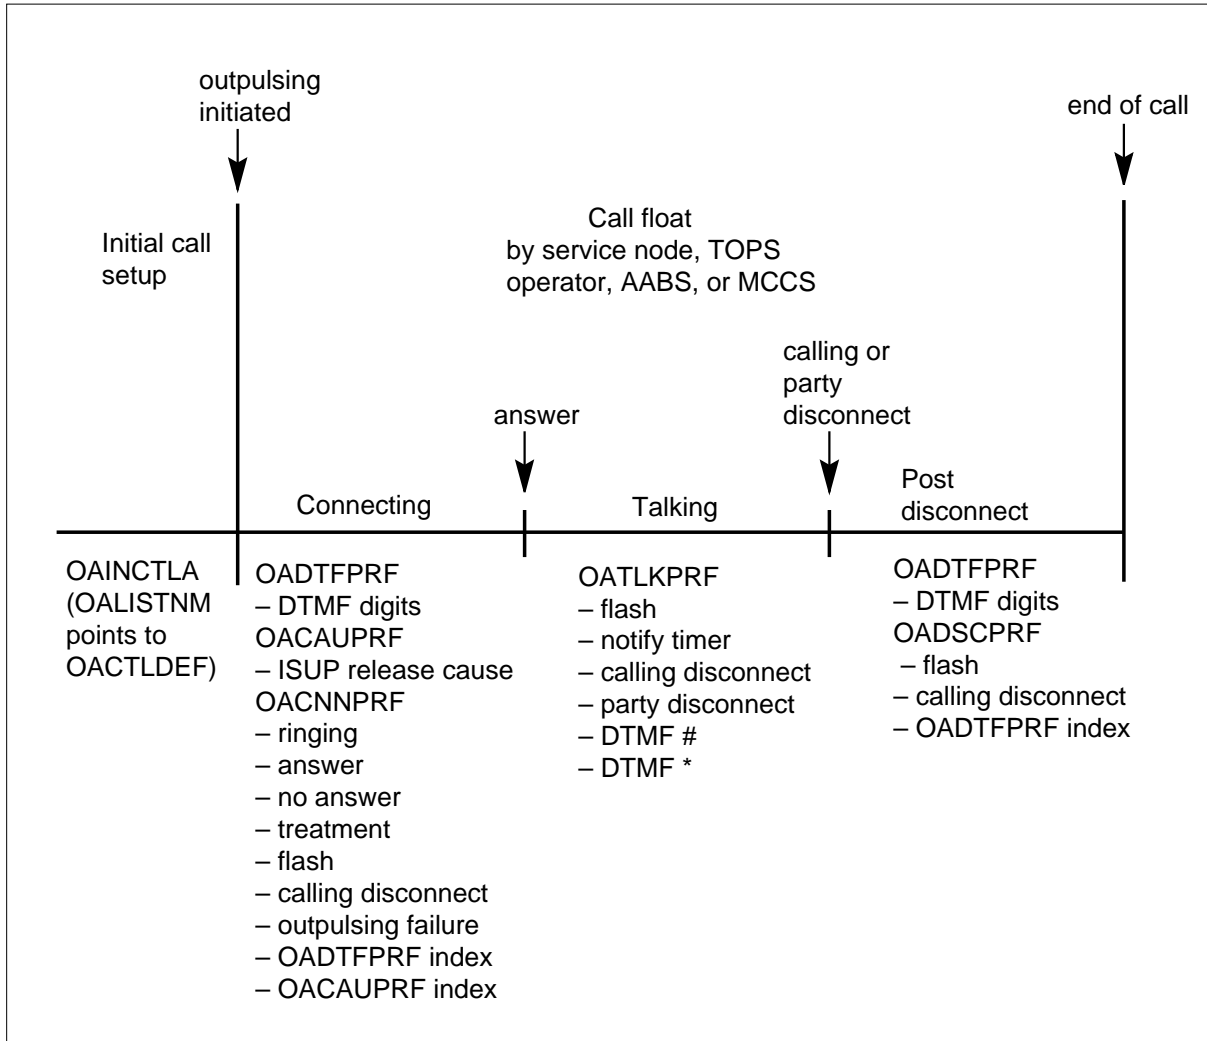 outpulsing
initiated
end of call
Initial call
setup
Call float
by service node, TOPS
operator, AABS, or MCCS
calling or
party
disconnect
answer
Connecting
Talking
Post
disconnect
OAINCTLA
(OALISTNM
points to
OACTLDEF)
OADTFPRF
– DTMF digits
OACAUPRF
– ISUP release cause
OACNNPRF
– ringing
– answer
– no answer
– treatment
– flash
– calling disconnect
– outpulsing failure
– OADTFPRF index
– OACAUPRF index
OATLKPRF
– flash
– notify timer
– calling disconnect
– party disconnect
– DTMF #
– DTMF *
OADTFPRF
– DTMF digits
OADSCPRF
– flash
– calling disconnect
– OADTFPRF index